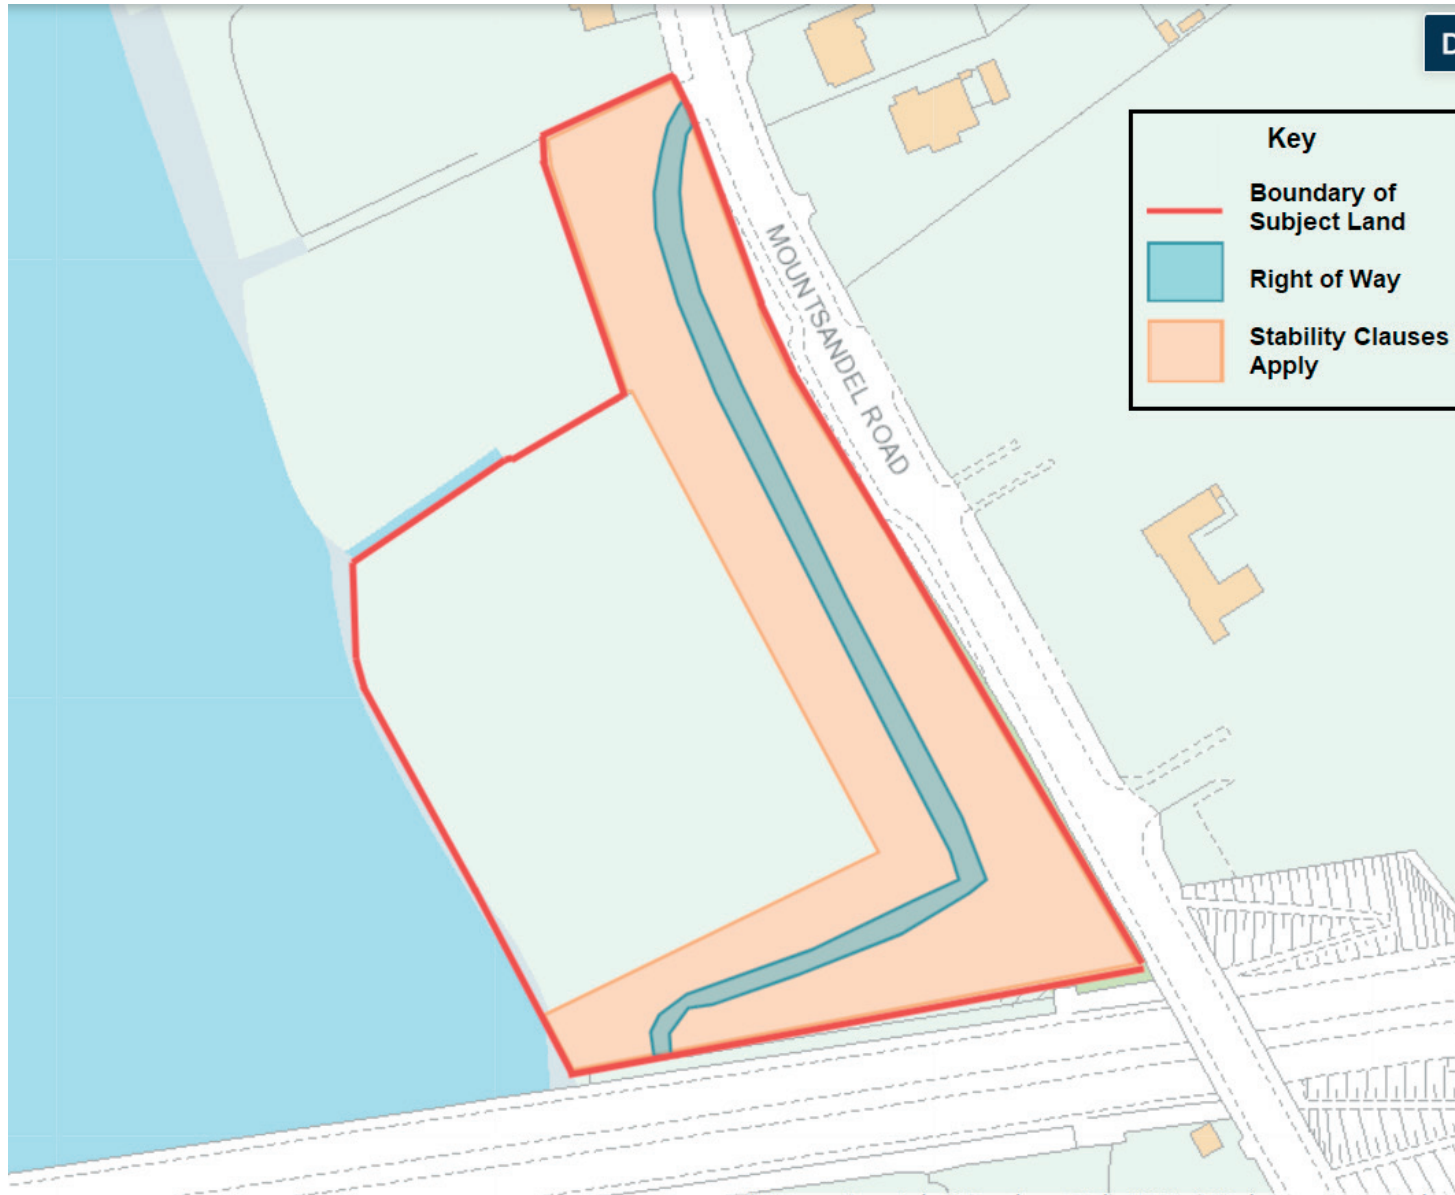 D
Key
Boundary of
Subject Land
Right of Way
Stability Clauses
Apply
MOUNTSANDEL ROAD